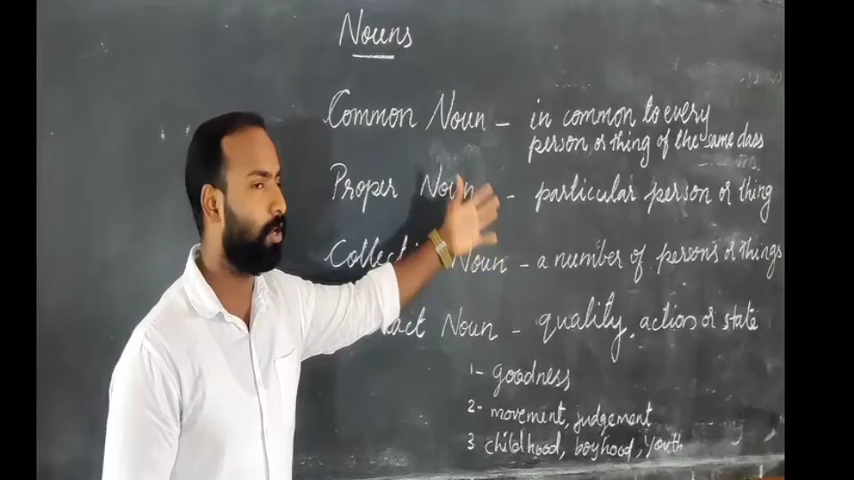 Nouns
Common Noun - in common to every
person, or thing of the same class
Proper Noun - particular person or thing
Noun - a number of persons or things
Noun - quality, action or state
1- goodness
2- movement, judgement
3 childhood, boyhood, youth